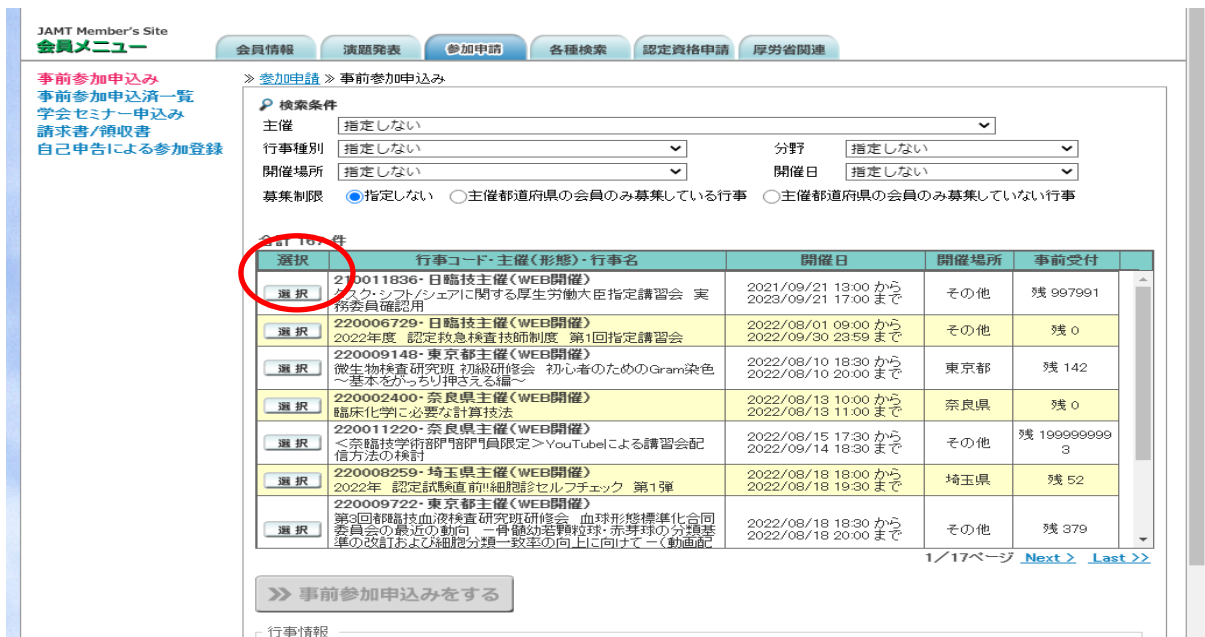 JAMT Member's Site
会員メニュー
会員情報 演題発表 参加申請 各種検索 認定資格申請 厚労省関連
事前参加申込み
事前参加申込済一覧
学会セミナー申込み
請求書/領収書
自己申告による参加登録
≫ 参加申請 ≫ 事前参加申込み
検索条件
主催 指定しない
行事種別 指定しない 分野 指定しない
開催場所 指定しない 開催日 指定しない
募集制限 指定しない 主催都道府県の会員のみ募集している行事 主催都道府県の会員のみ募集していない行事
合計 167 件
選択 行事コード・主催(形態)・行事名 開催日 開催場所 事前受付
選 択
210011836・日臨技主催(WEB開催)
タスク・シフト/シェアに関する厚生労働大臣指定講習会 実
務委員確認用
2021/09/21 13:00 から
2023/09/21 17:00 まで
その他
残 997991
選 択
220006729・日臨技主催(WEB開催)
2022年度 認定救急検査技師制度 第1回指定講習会
2022/08/01 09:00 から
2022/09/30 23:59 まで
その他
残 0
選 択
220009148・東京都主催(WEB開催)
微生物検査研究班 初級研修会 初心者のためのGram染色
~基本をがっちり押さえる編~
2022/08/10 18:30 から
2022/08/10 20:00 まで
東京都
残 142
選 択
220002400・奈良県主催(WEB開催)
臨床化学に必要な計算技法
2022/08/13 10:00 から
2022/08/13 11:00 まで
奈良県
残 0
選 択
220011220・奈良県主催(WEB開催)
<奈臨技学術部門部門員限定>YouTubeによる講習会配
信方法の検討
2022/08/15 17:30 から
2022/09/14 18:30 まで
その他
残 199999999
3
選 択
220008259・埼玉県主催(WEB開催)
2022年 認定試験直前!!細胞診セルフチェック 第1弾
2022/08/18 18:00 から
2022/08/18 19:30 まで
埼玉県
残 52
選 択
220009722・東京都主催(WEB開催)
第3回都臨技血液検査研究班研修会 血球形態標準化合同
委員会の最近の動向 ー骨髄幼若顆粒球・赤芽球の分類基
準の改訂および細胞分類一致率の向上に向けてー(動画配
2022/08/18 18:30 から
2022/08/18 20:00 まで
その他
残 379
1/17ページ Next > Last >>
≫ 事前参加申込みをする
行事情報